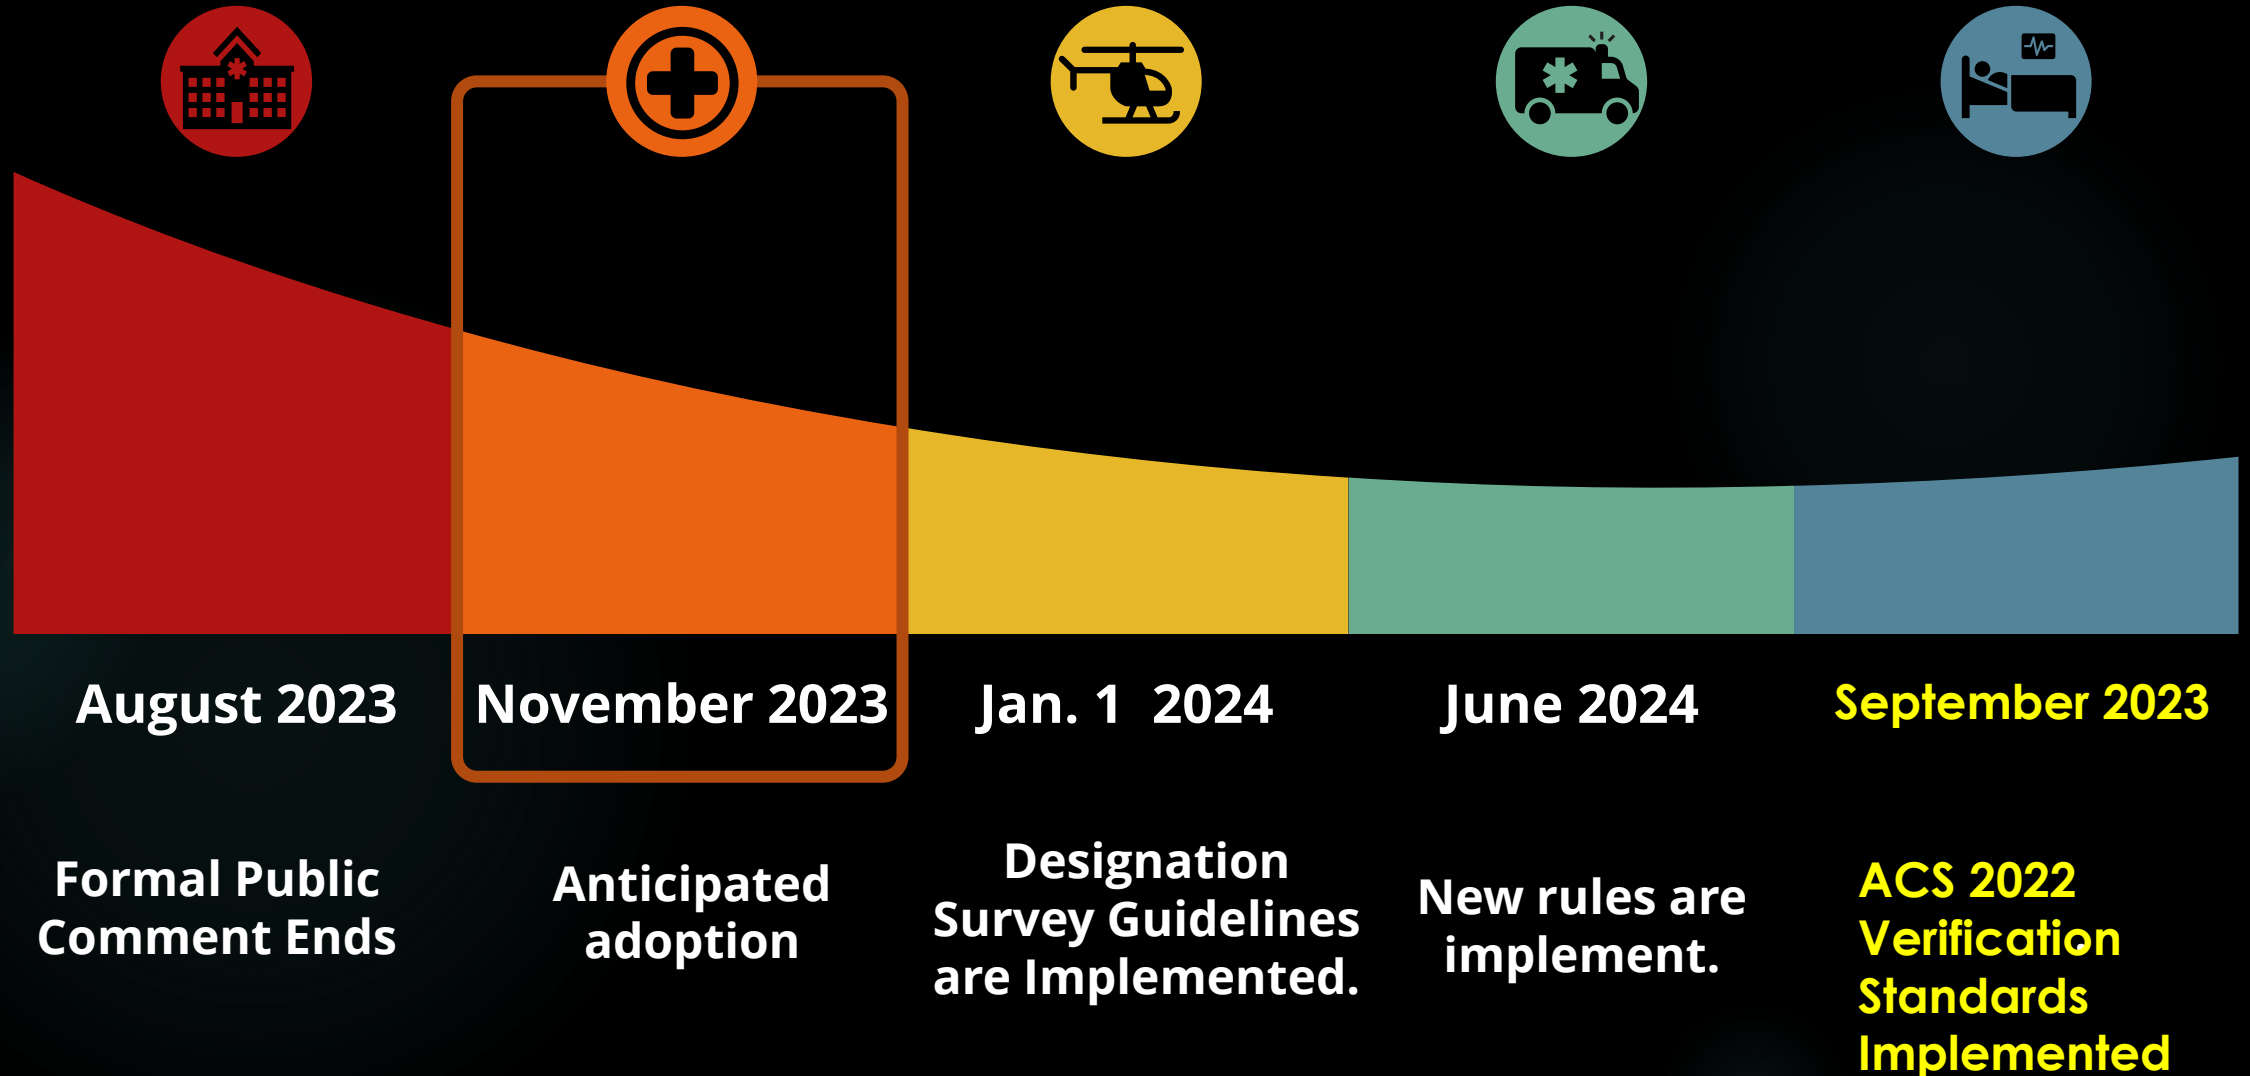 August 2023
Formal Public
Comment Ends
November 2023
Anticipated
adoption
Jan. 1 2024
Designation
Survey Guidelines
are Implemented.
June 2024
New rules are
implement.
September 2023
ACS 2022
Verification
Standards
Implemented